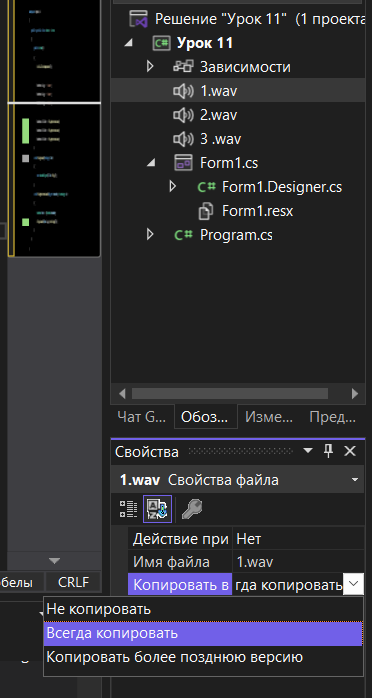 Решение "Урок 11" (1 проекта
Урок 11
Зависимости
1.wav
2.wav
3 .wav
Form1.cs
C# Form1.Designer.cs
Form1.resx
C# Program.cs
Чат G...
Обоз...
Изме...
Пред...
Свойства
1.wav Свойства файла
Действие при Нет
Имя файла 1.wav
Копировать в гда копировать
белы CRLF
Не копировать
Всегда копировать
Копировать более позднюю версию